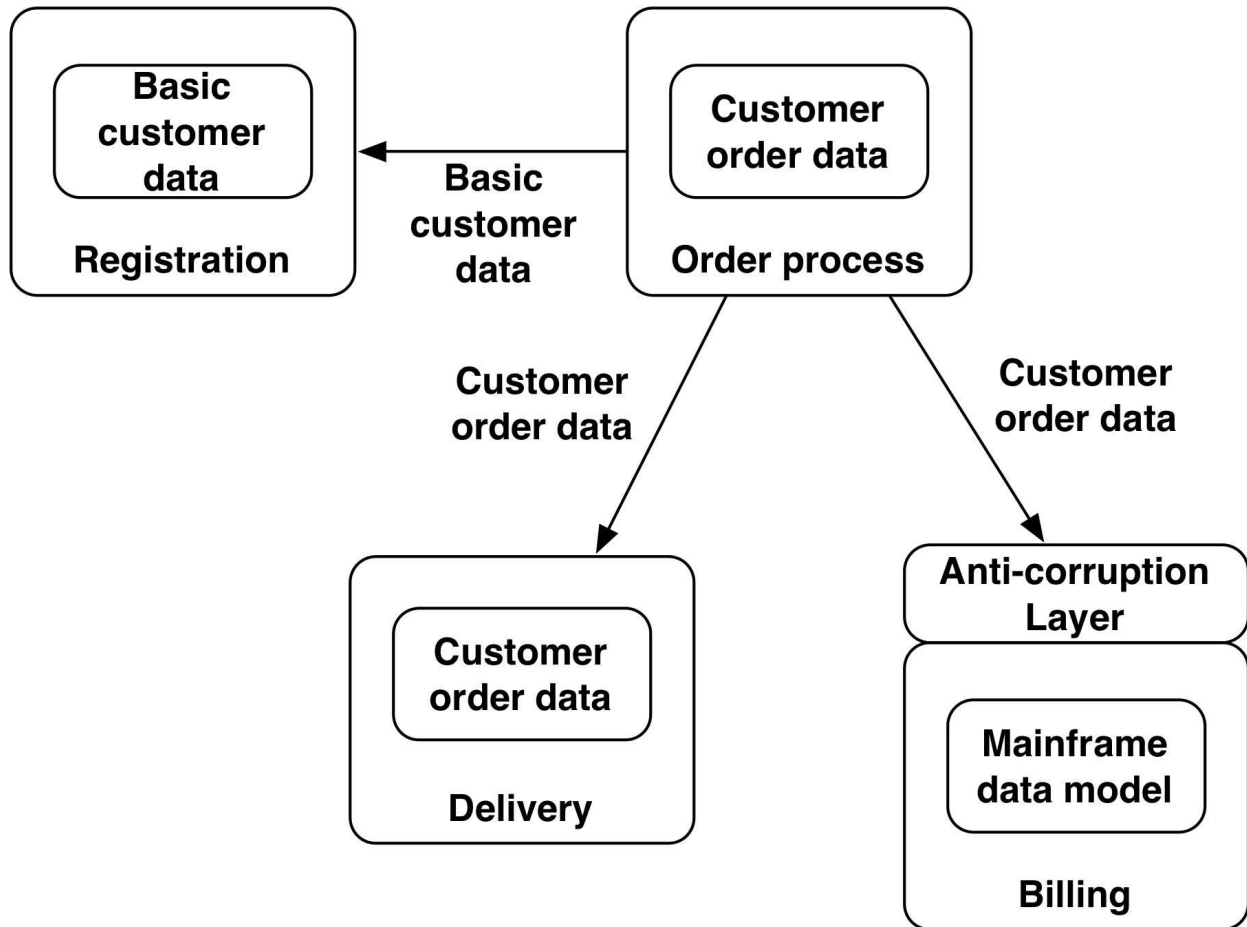 Basic
customer
data
Registration
Basic
customer
data
Customer
order data
Order process
Customer
order data
Customer
order data
Customer
order data
Delivery
Anti-corruption
Layer
Mainframe
data model
Billing